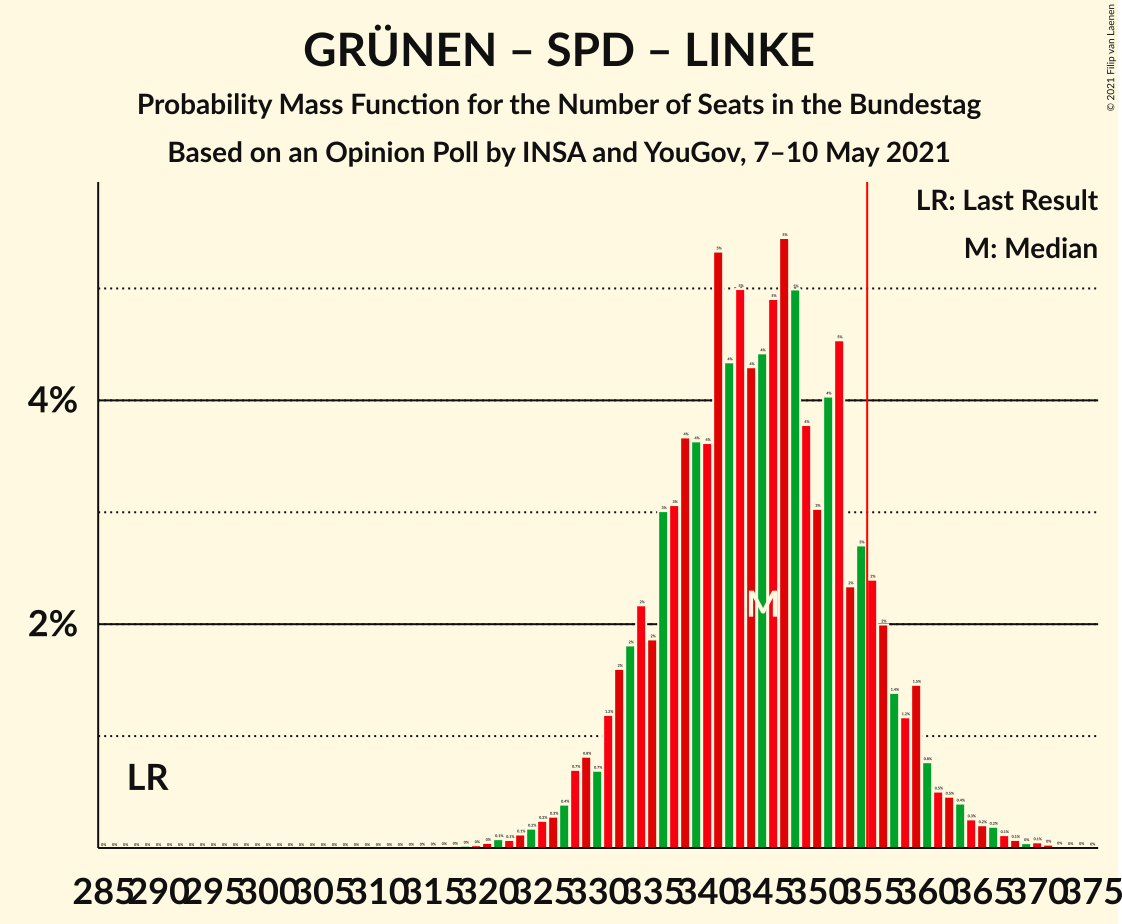 GRÜNEN – SPD – LINKE
Probability Mass Function for the Number of Seats in the Bundestag
Based on an Opinion Poll by INSA and YouGov, 7–10 May 2021
© 2021 Filip van Laenen
LR: Last Result
M: Median
4%
2%
LR
M
285 290 295 300 305 310 315 320 325 330 335 340 345 350 355 360 365 370 375